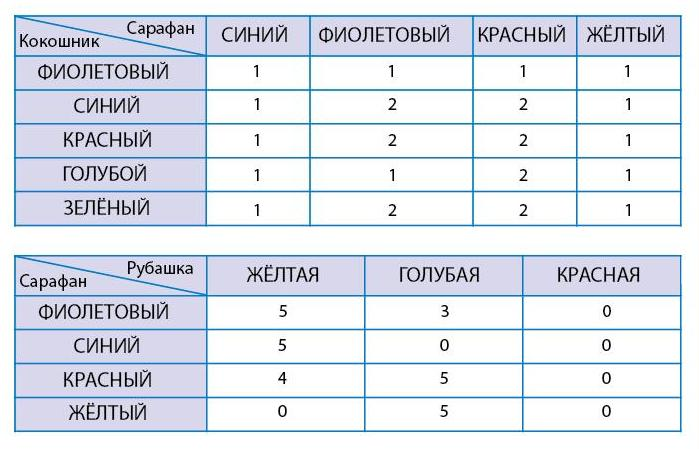 Кокошник Сарафан СИНИЙ ФИОЛЕТОВЫЙ КРАСНЫЙ ЖЁЛТЫЙ
ФИОЛЕТОВЫЙ 1 1 1 1
СИНИЙ 1 2 2 1
КРАСНЫЙ 1 2 2 1
ГОЛУБОЙ 1 1 2 1
ЗЕЛЁНЫЙ 1 2 2 1
Сарафан Рубашка ЖЁЛТАЯ ГОЛУБАЯ КРАСНАЯ
ФИОЛЕТОВЫЙ 5 3 0
СИНИЙ 5 0 0
КРАСНЫЙ 4 5 0
ЖЁЛТЫЙ 0 5 0